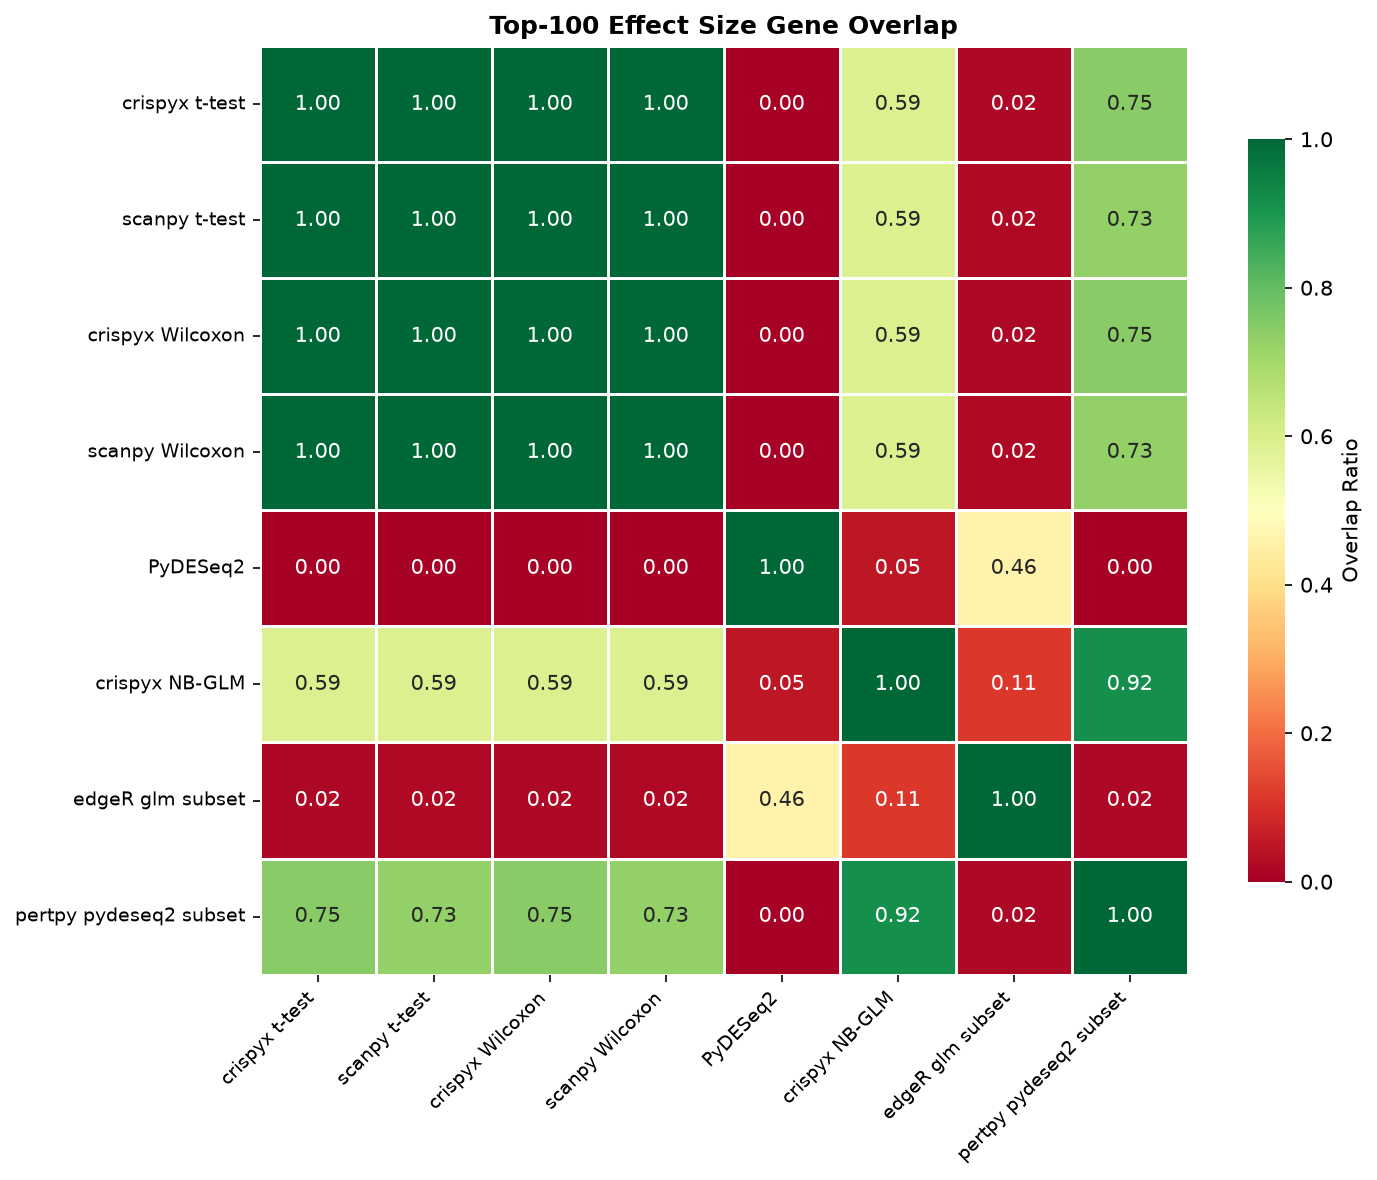 Top-100 Effect Size Gene Overlap
crispyx t-test 1.00 1.00 1.00 1.00 0.00 0.59 0.02 0.75
scanpy t-test 1.00 1.00 1.00 1.00 0.00 0.59 0.02 0.73
crispyx Wilcoxon 1.00 1.00 1.00 1.00 0.00 0.59 0.02 0.75
scanpy Wilcoxon 1.00 1.00 1.00 1.00 0.00 0.59 0.02 0.73
PyDESeq2 0.00 0.00 0.00 0.00 1.00 0.05 0.46 0.00
crispyx NB-GLM 0.59 0.59 0.59 0.59 0.05 1.00 0.11 0.92
edgeR glm subset 0.02 0.02 0.02 0.02 0.46 0.11 1.00 0.02
pertpy pydeseq2 subset 0.75 0.73 0.75 0.73 0.00 0.92 0.02 1.00
crispyx t-test
scanpy t-test
crispyx Wilcoxon
scanpy Wilcoxon
PyDESeq2
crispyx NB-GLM
edgeR glm subset
pertpy pydeseq2 subset
1.0
0.8
0.6
0.4
0.2
0.0
Overlap Ratio